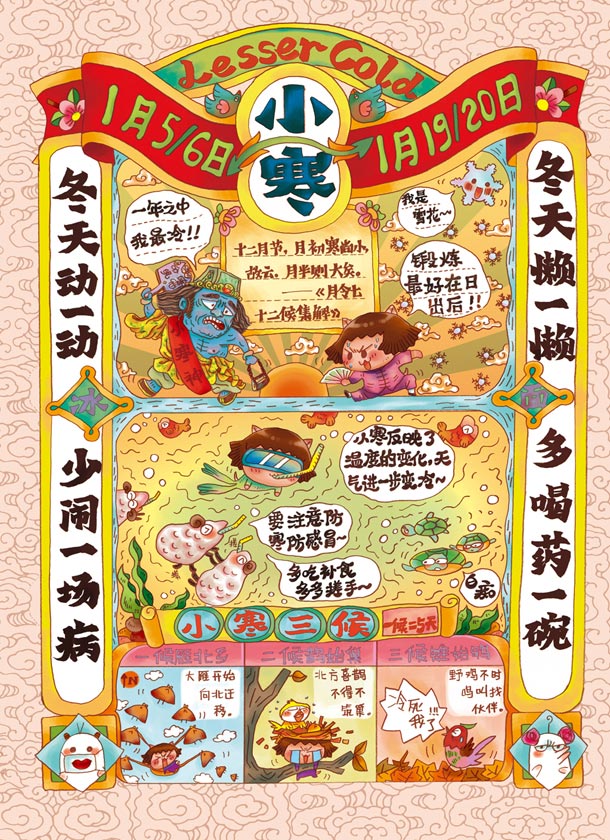 Lesser Cold
1月5/6日
小寒
1月19/20日
冬天动一动
冰
少闹一场病
冬天懒一懒
多喝药一碗
一年之中
我最冷!!
寒神
十二月节,月初寒尚小,
故云。月半则大矣。
——《月令七
十二候集解》
我是
雪花~
锻炼
最好在日
出后!!
小寒反映了
温度的变化,天
气进一步变冷~
要注意防
寒防感冒~
多吃补食
多多搓手~
白痴
小寒三候
一候=5天
一候雁北乡
二候鹊始巢
三候雉始鸲
大雁开始
向北迁
移。
北方喜鹊
不得不
筑巢。
野鸡不时
鸣叫找
伙伴。
冷死
我了!!!